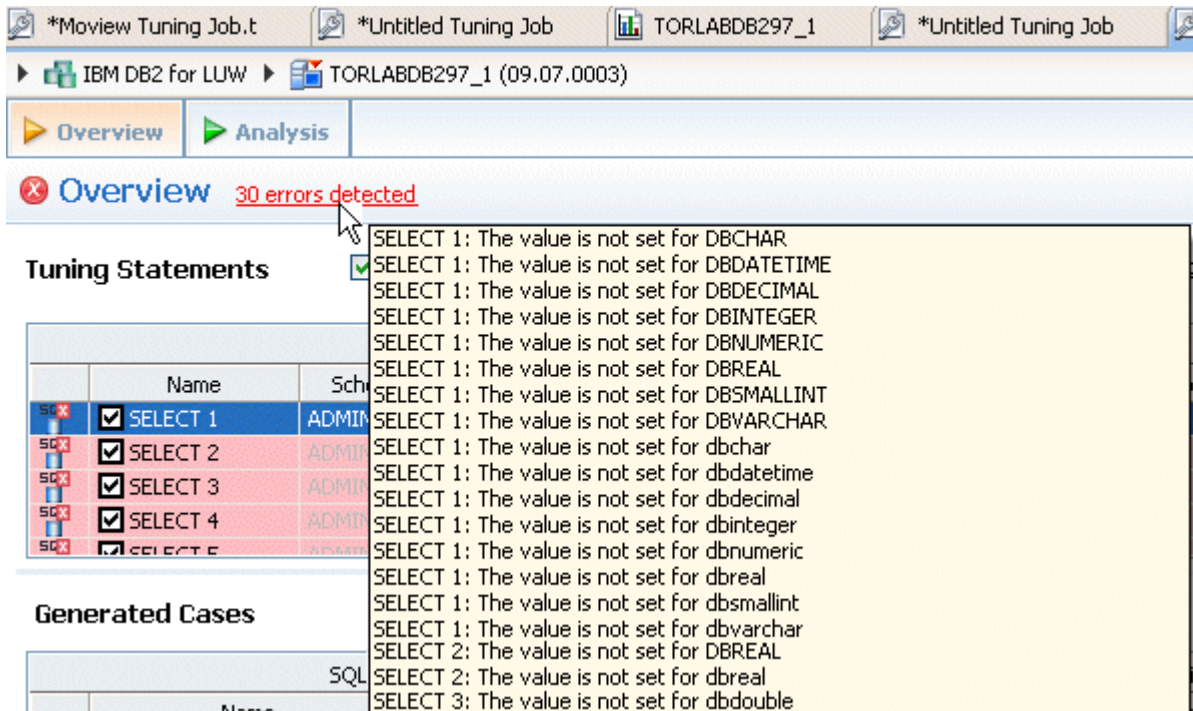 *Moview Tuning Job.t *Untitled Tuning Job TORLABDB297_1 *Untitled Tuning Job
IBM DB2 for LUW TORLABDB297_1 (09.07.0003)
Overview Analysis
Overview 30 errors detected
Tuning Statements
SELECT 1: The value is not set for DBCHAR
SELECT 1: The value is not set for DBDATETIME
SELECT 1: The value is not set for DBDECIMAL
SELECT 1: The value is not set for DBINTEGER
SELECT 1: The value is not set for DBNUMERIC
SELECT 1: The value is not set for DBREAL
SELECT 1: The value is not set for DBSMALLINT
SELECT 1: The value is not set for DBVARCHAR
SELECT 1: The value is not set for dbchar
SELECT 1: The value is not set for dbdatetime
SELECT 1: The value is not set for dbdecimal
SELECT 1: The value is not set for dbinteger
SELECT 1: The value is not set for dbnumeric
SELECT 1: The value is not set for dbreal
SELECT 1: The value is not set for dbsmallint
SELECT 1: The value is not set for dbvarchar
SELECT 2: The value is not set for DBREAL
SELECT 2: The value is not set for dbreal
SELECT 3: The value is not set for dbdouble
Name Sch
SELECT 1 ADMIN
SELECT 2 ADMIN
SELECT 3 ADMIN
SELECT 4 ADMIN
SELECT 5 ADMIN
Generated Cases
SQL
Name